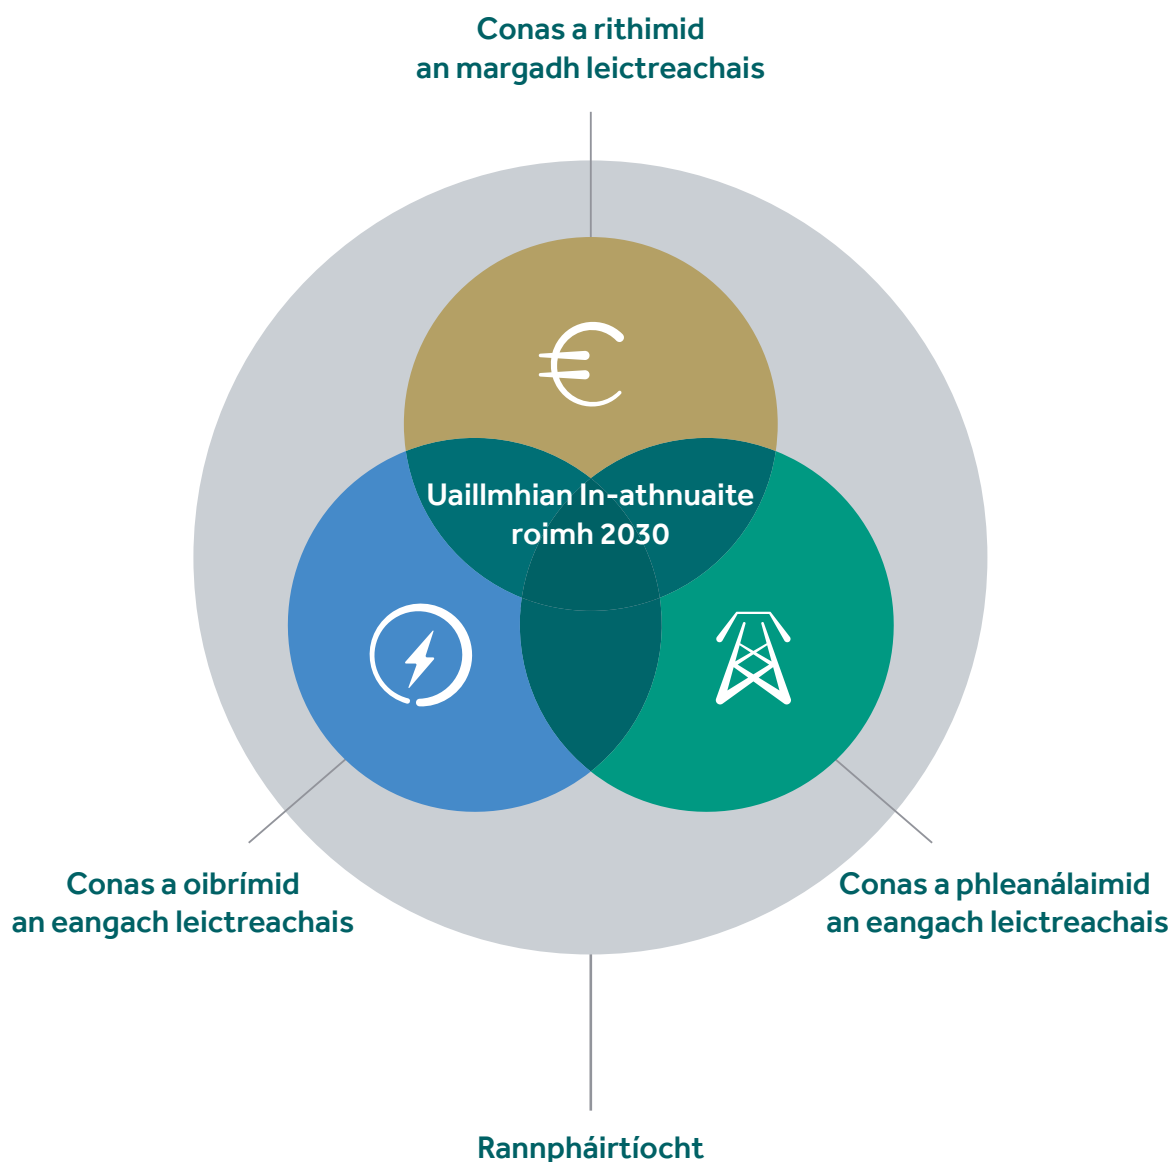 Conas a rithimid
an margadh leictreachais
Uaillmhian In-athnuaite
roimh 2030
Conas a oibrímid
an eangach leictreachais
Conas a phleanálaimid
an eangach leictreachais
Rannpháirtíocht